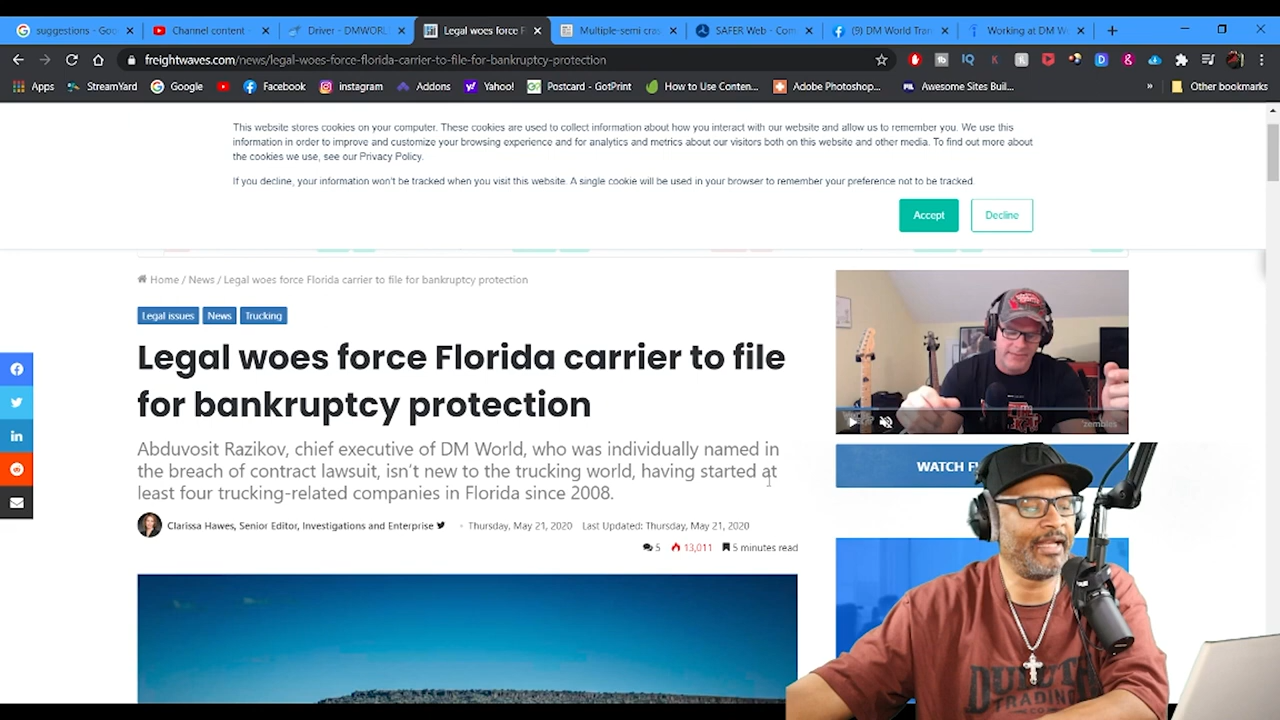 suggestions - Goo
Channel content
Driver - DMWORL
Legal woes force F
Multiple-semi cras
SAFER Web - Com
(9) DM World Tran
Working at DM W
freightwaves.com/news/legal-woes-force-florida-carrier-to-file-for-bankruptcy-protection
Apps
StreamYard
Google
Facebook
instagram
Addons
Yahoo!
Postcard - GotPrint
How to Use Conten...
Adobe Photoshop...
Awesome Sites Buil...
»
Other bookmarks
This website stores cookies on your computer. These cookies are used to collect information about how you interact with our website and allow us to remember you. We use this
information in order to improve and customize your browsing experience and for analytics and metrics about our visitors both on this website and other media. To find out more about
the cookies we use, see our Privacy Policy.
If you decline, your information won't be tracked when you visit this website. A single cookie will be used in your browser to remember your preference not to be tracked.
Accept
Decline
Home / News / Legal woes force Florida carrier to file for bankruptcy protection
Legal issues
News
Trucking
Legal woes force Florida carrier to file
for bankruptcy protection
Abduvosit Razikov, chief executive of DM World, who was individually named in
the breach of contract lawsuit, isn't new to the trucking world, having started at
least four trucking-related companies in Florida since 2008.
Clarissa Hawes, Senior Editor, Investigations and Enterprise
Thursday, May 21, 2020
Last Updated: Thursday, May 21, 2020
5
13,011
5 minutes read
WATCH
TRADING